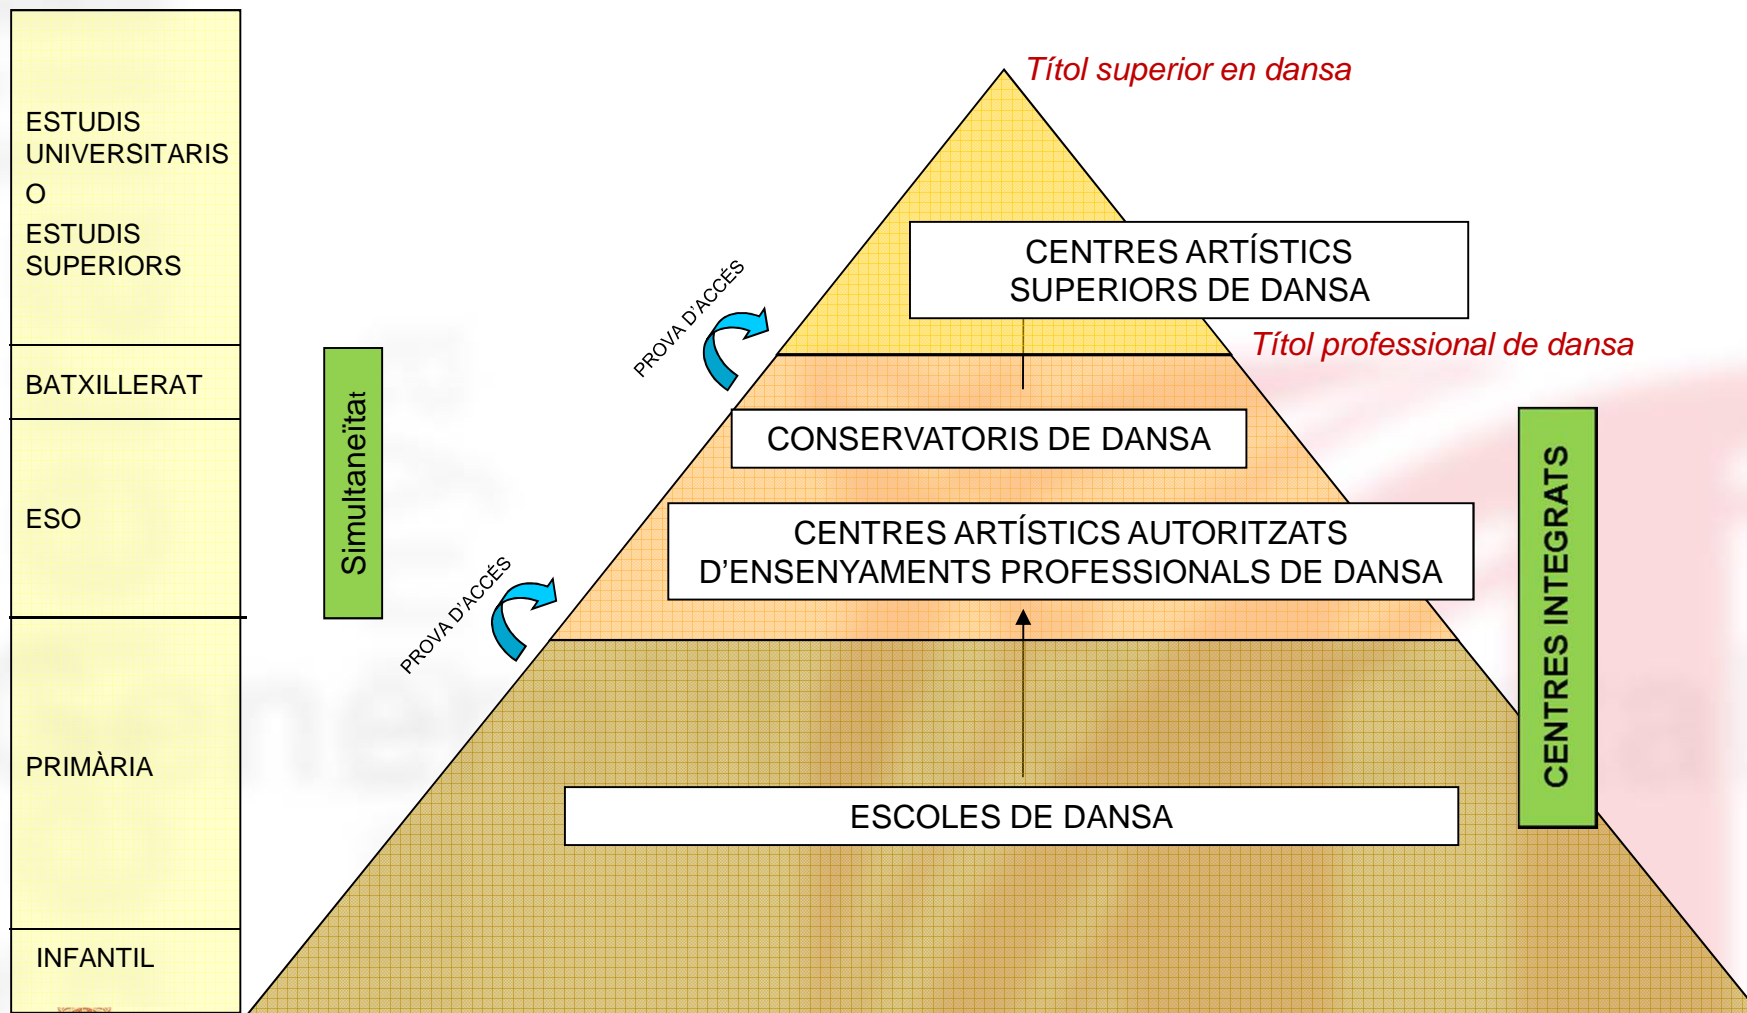 ESTUDIS
UNIVERSITARIS
O
ESTUDIS
SUPERIORS
BATXILLERAT
ESO
PRIMÀRIA
INFANTIL
Simultaneïtat
PROVA D'ACCÉS
PROVA D'ACCÉS
Títol superior en dansa
CENTRES ARTÍSTICS
SUPERIORS DE DANSA
Títol professional de dansa
CONSERVATORIS DE DANSA
CENTRES ARTÍSTICS AUTORITZATS
D'ENSENYAMENTS PROFESSIONALS DE DANSA
ESCOLES DE DANSA
CENTRES INTEGRATS